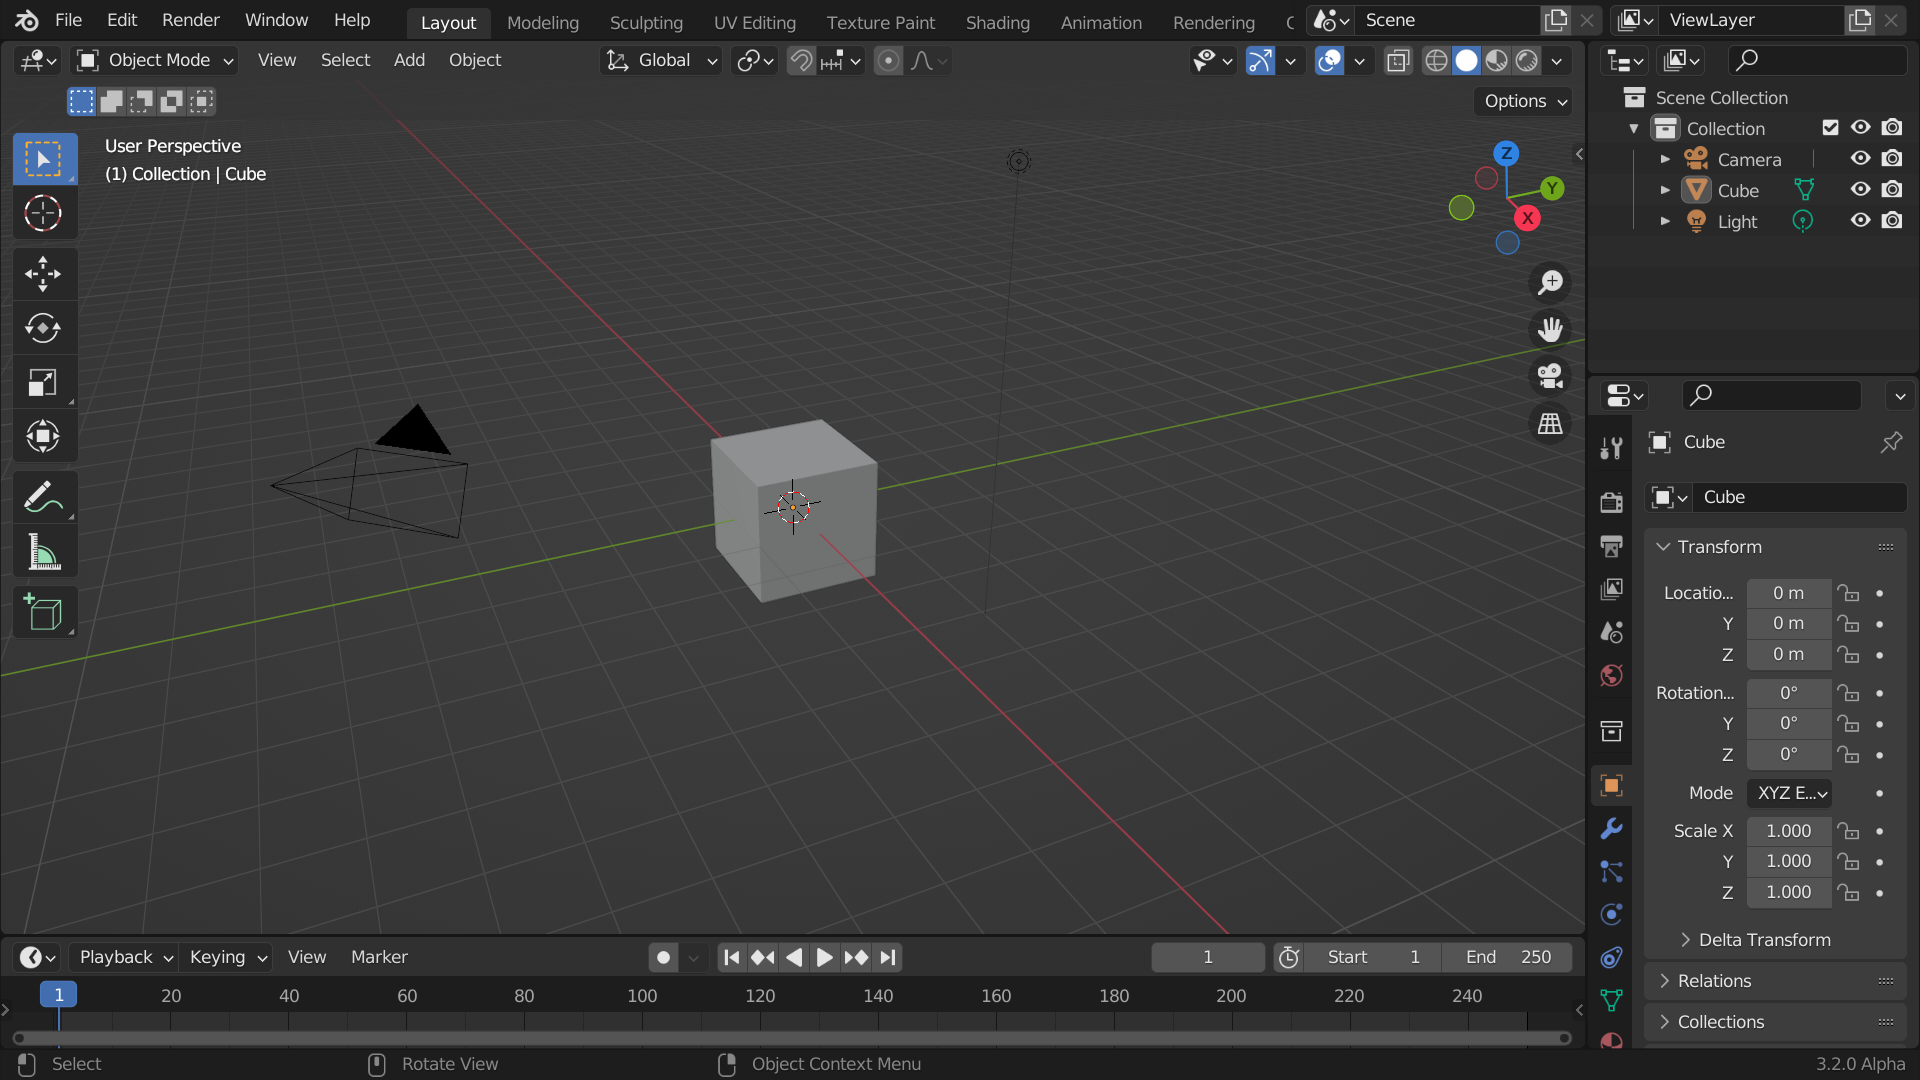 File Edit Render Window Help Layout Modeling Sculpting UV Editing Texture Paint Shading Animation Rendering Scene ViewLayer
Object Mode View Select Add Object Global
Options
User Perspective
(1) Collection | Cube
Z
Y
X
Scene Collection
Collection
Camera
Cube
Light
Cube
Cube
Transform
Locatio... 0 m
Y 0 m
Z 0 m
Rotation... 0°
Y 0°
Z 0°
Mode XYZ E...
Scale X 1.000
Y 1.000
Z 1.000
Delta Transform
Relations
Collections
Playback Keying View Marker 1 Start 1 End 250
1 20 40 60 80 100 120 140 160 180 200 220 240
Select Rotate View Object Context Menu 3.2.0 Alpha